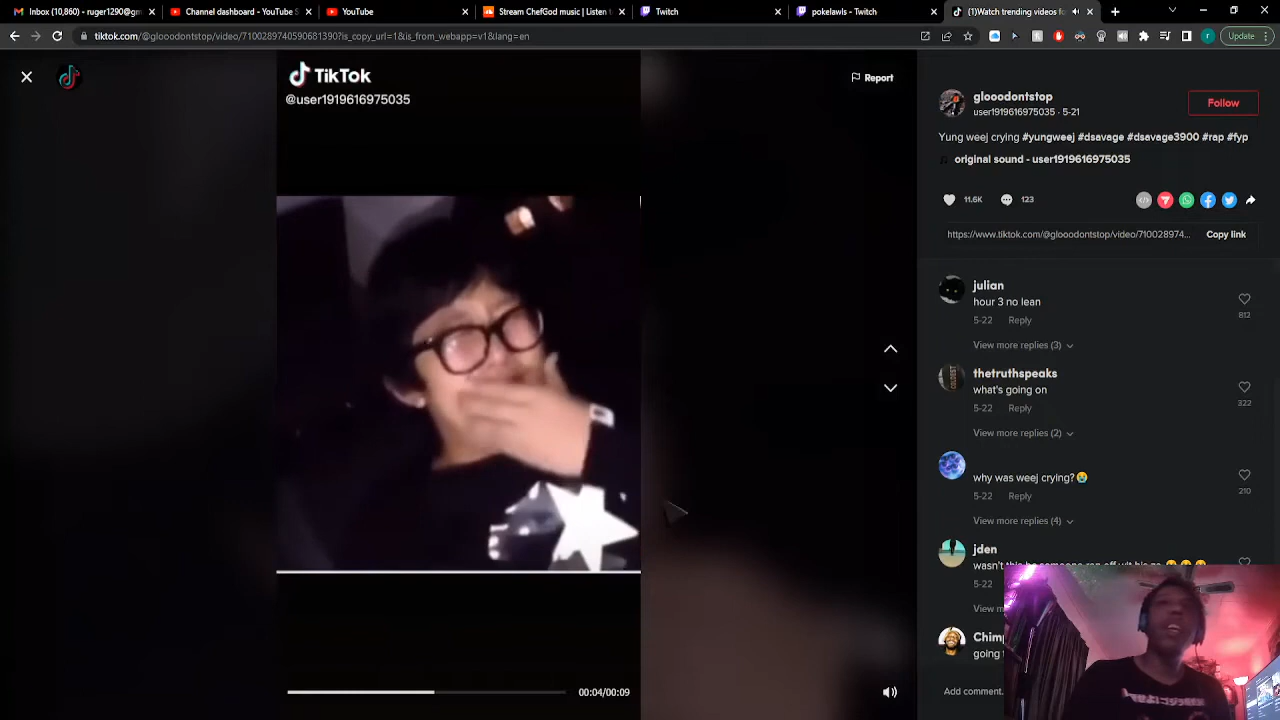 Inbox (10,860) - ruger1290@gm
Channel dashboard - YouTube S
YouTube
Stream ChefGod music | Listen t
Twitch
pokelawls - Twitch
(1)Watch trending videos fo
tiktok.com/@glooodontstop/video/7100289740590681390?is_copy_url=1&is_from_webapp=v1&lang=en
r
Update
TikTok
@user1919616975035
Report
glooodontstop
user1919616975035 · 5-21
Follow
Yung weej crying #yungweej #dsavage #dsavage3900 #rap #fyp
original sound - user1919616975035
11.6K
123
https://www.tiktok.com/@glooodontstop/video/710028974...
Copy link
julian
hour 3 no lean
5-22 Reply
812
View more replies (3)
thetruthspeaks
what's going on
5-22 Reply
322
View more replies (2)
why was weej crying?😭
5-22 Reply
210
View more replies (4)
jden
5-22
Chim
going t
Add comment.
00:04/00:09